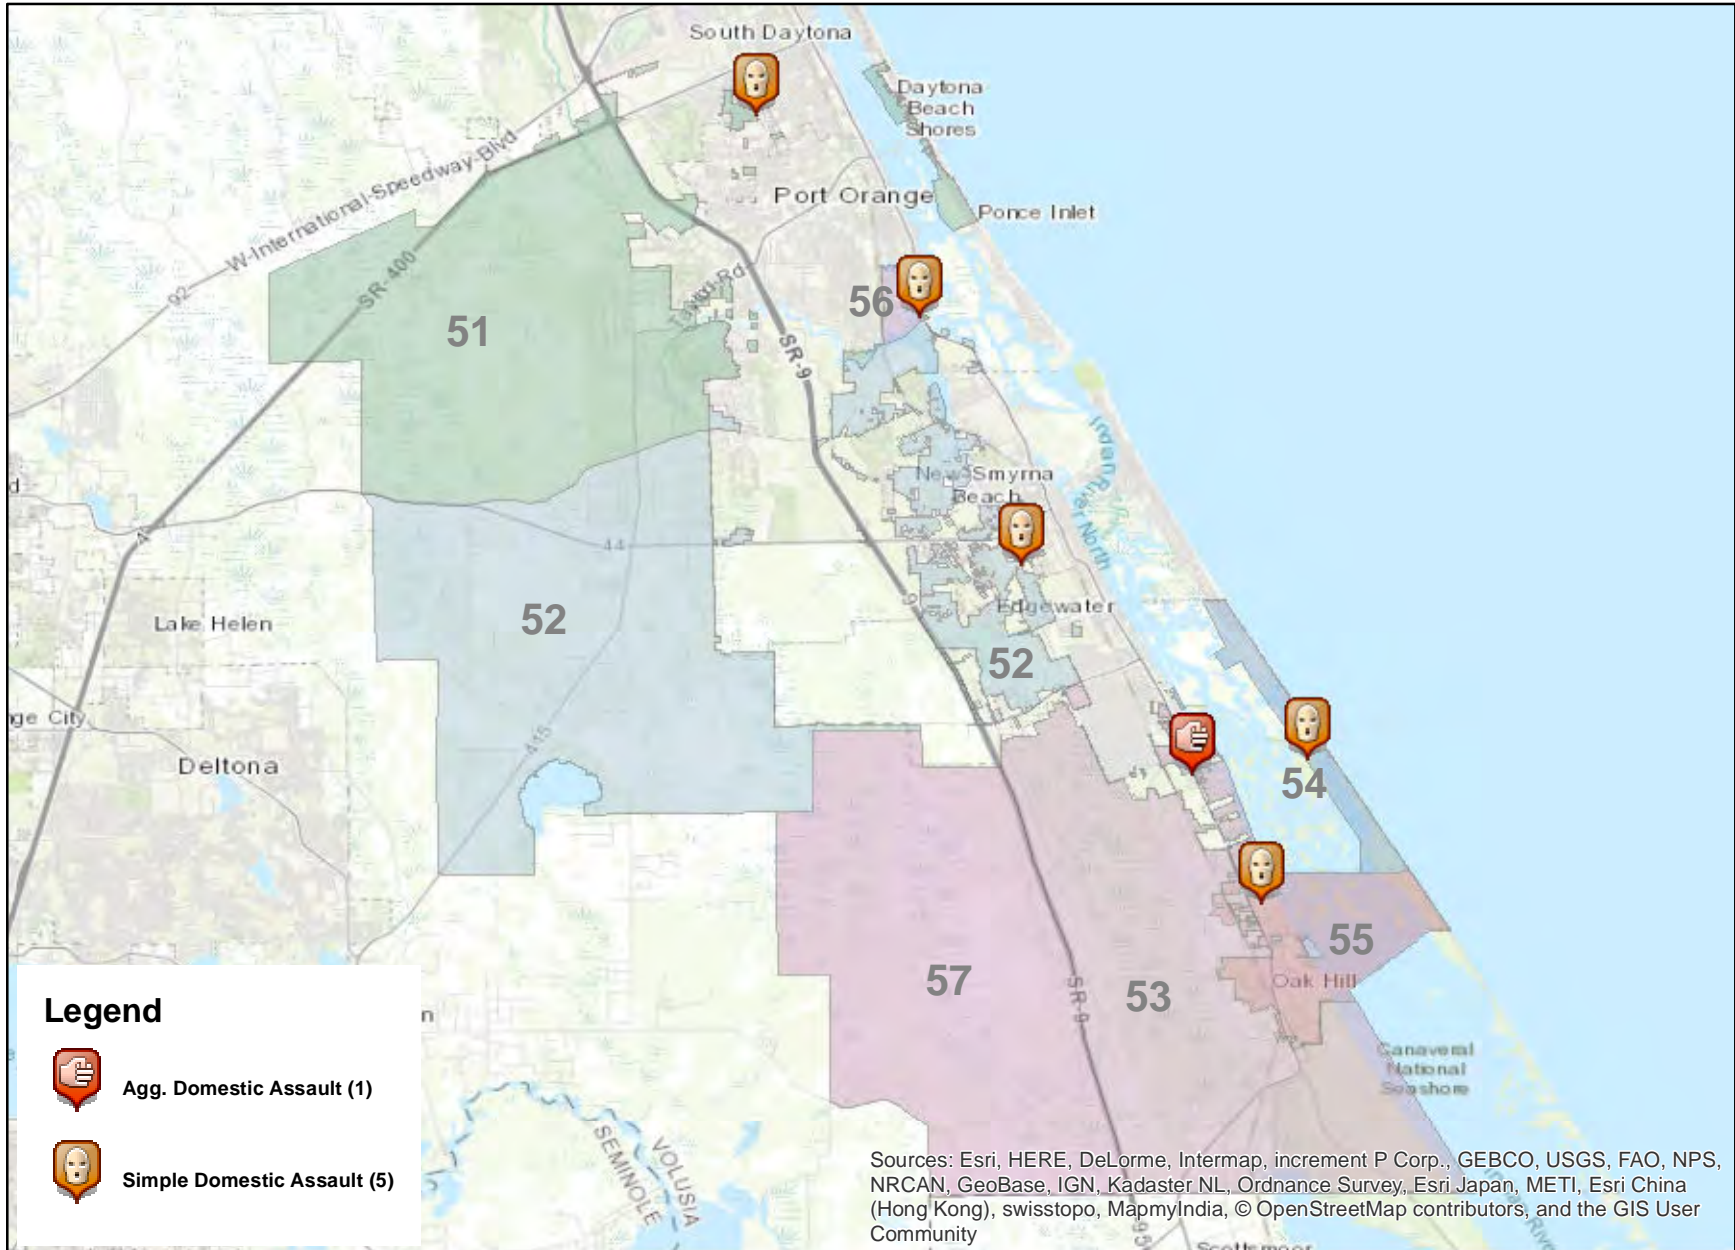 South Daytona
Daytona
Beach
Shores
W-International-Speedway-Blvd
Port Orange
Ponce Inlet
92
SR-400
56
51
SR-9
Indian River North
New Smyrna
Beach
4
44
9
Edgewater
Lake Helen
52
52
ge City
415
Deltona
54
55
57
53
SR-9
Oak Hill
Canaveral
National
Seashore
Legend
Agg. Domestic Assault (1)
Simple Domestic Assault (5)
SEMINOLE
VOLUSIA
Sources: Esri, HERE, DeLorme, Intermap, increment P Corp., GEBCO, USGS, FAO, NPS,
NRCAN, GeoBase, IGN, Kadaster NL, Ordnance Survey, Esri Japan, METI, Esri China
(Hong Kong), swisstopo, MapmyIndia, © OpenStreetMap contributors, and the GIS User
Community